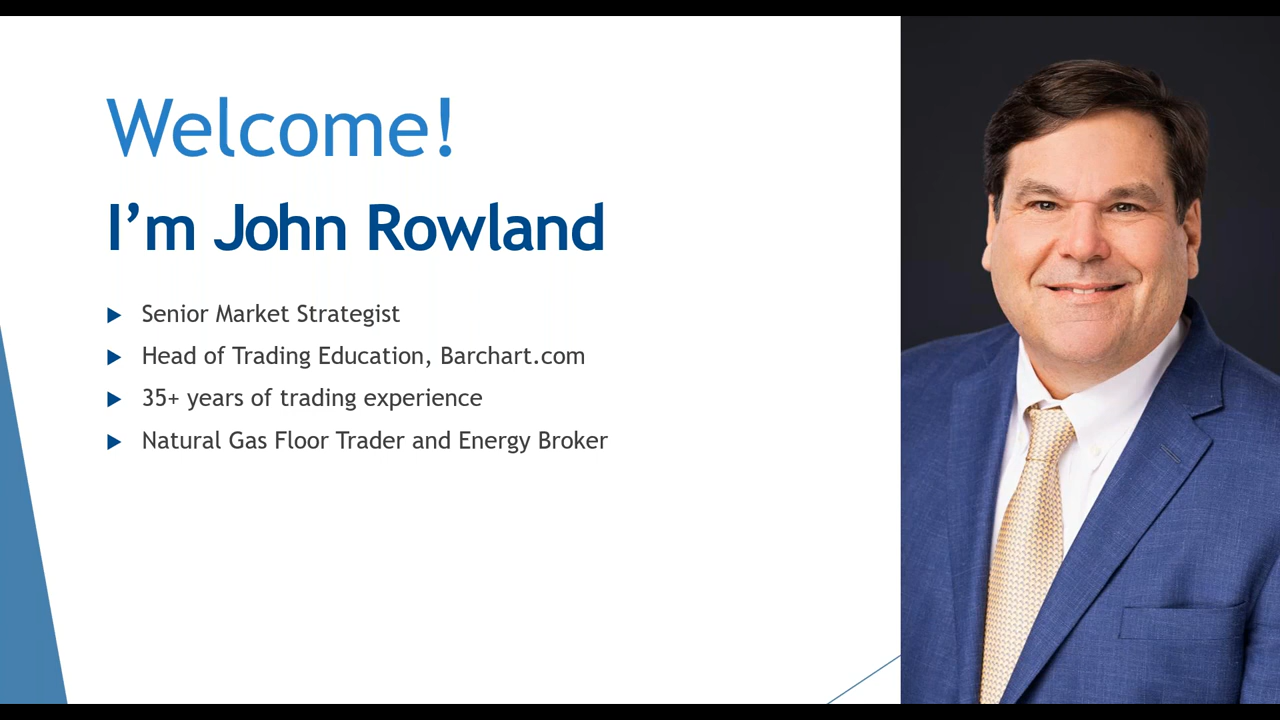 Welcome!
I’m John Rowland
Senior Market Strategist
Head of Trading Education, Barchart.com
35+ years of trading experience
Natural Gas Floor Trader and Energy Broker